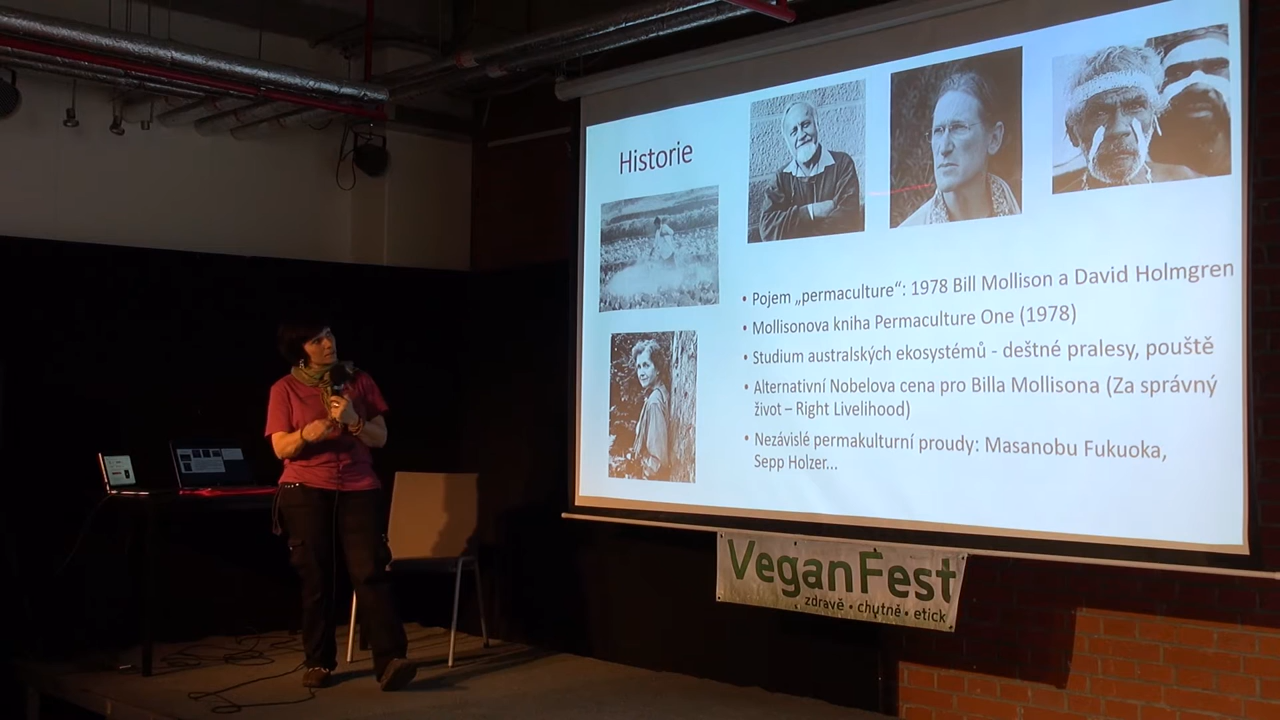 Historie
• Pojem „permaculture“: 1978 Bill Mollison a David Holmgren
• Mollisonova kniha Permaculture One (1978)
• Studium australských ekosystémů - deštné pralesy, pouště
• Alternativní Nobelova cena pro Billa Mollisona (Za správný
život – Right Livelihood)
• Nezávislé permakulturní proudy: Masanobu Fukuoka,
Sepp Holzer...
VeganFest
zdravě • chutně • etick